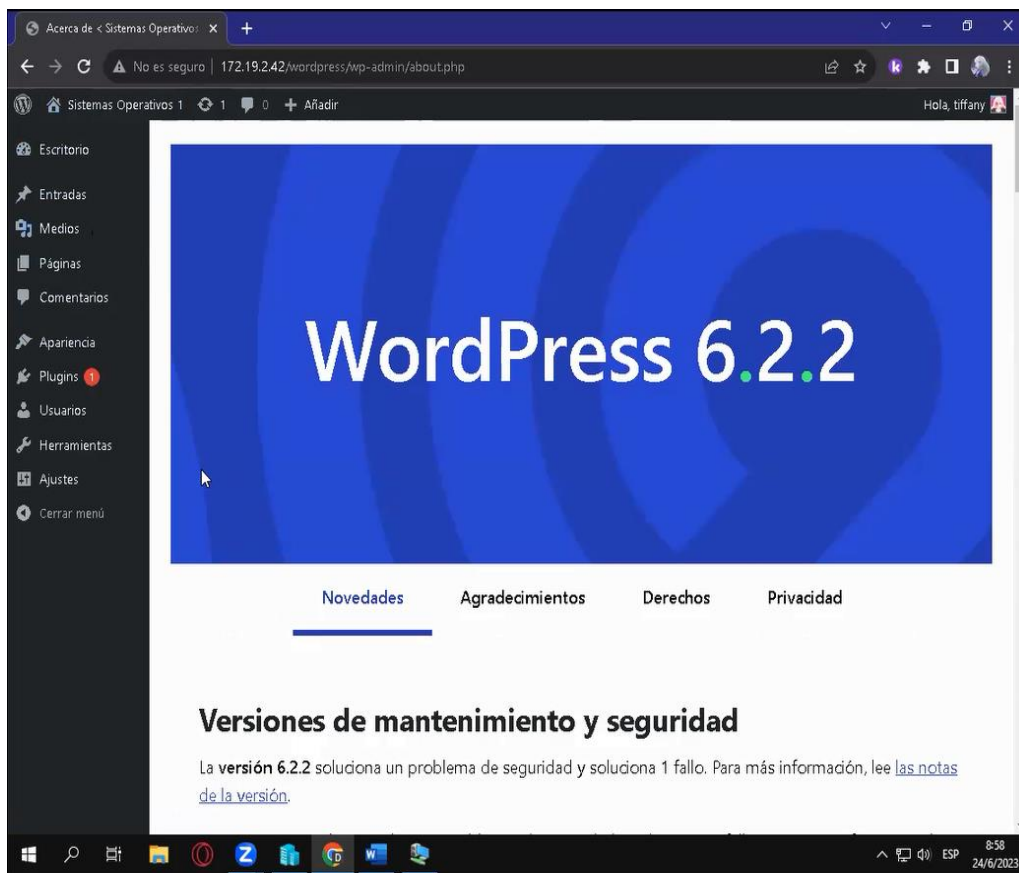 Acerca de < Sistemas Operativos
No es seguro | 172.19.2.42/wordpress/wp-admin/about.php
k
Sistemas Operativos 1 1 0 + Añadir Hola, tiffany
Escritorio
Entradas
Medios
Páginas
Comentarios
Apariencia
Plugins 1
Usuarios
Herramientas
Ajustes
Cerrar menú
WordPress 6.2.2
Novedades Agradecimientos Derechos Privacidad
Versiones de mantenimiento y seguridad
La versión 6.2.2 soluciona un problema de seguridad y soluciona 1 fallo. Para más información, lee las notas
de la versión.
ESP
8:58
24/6/2023